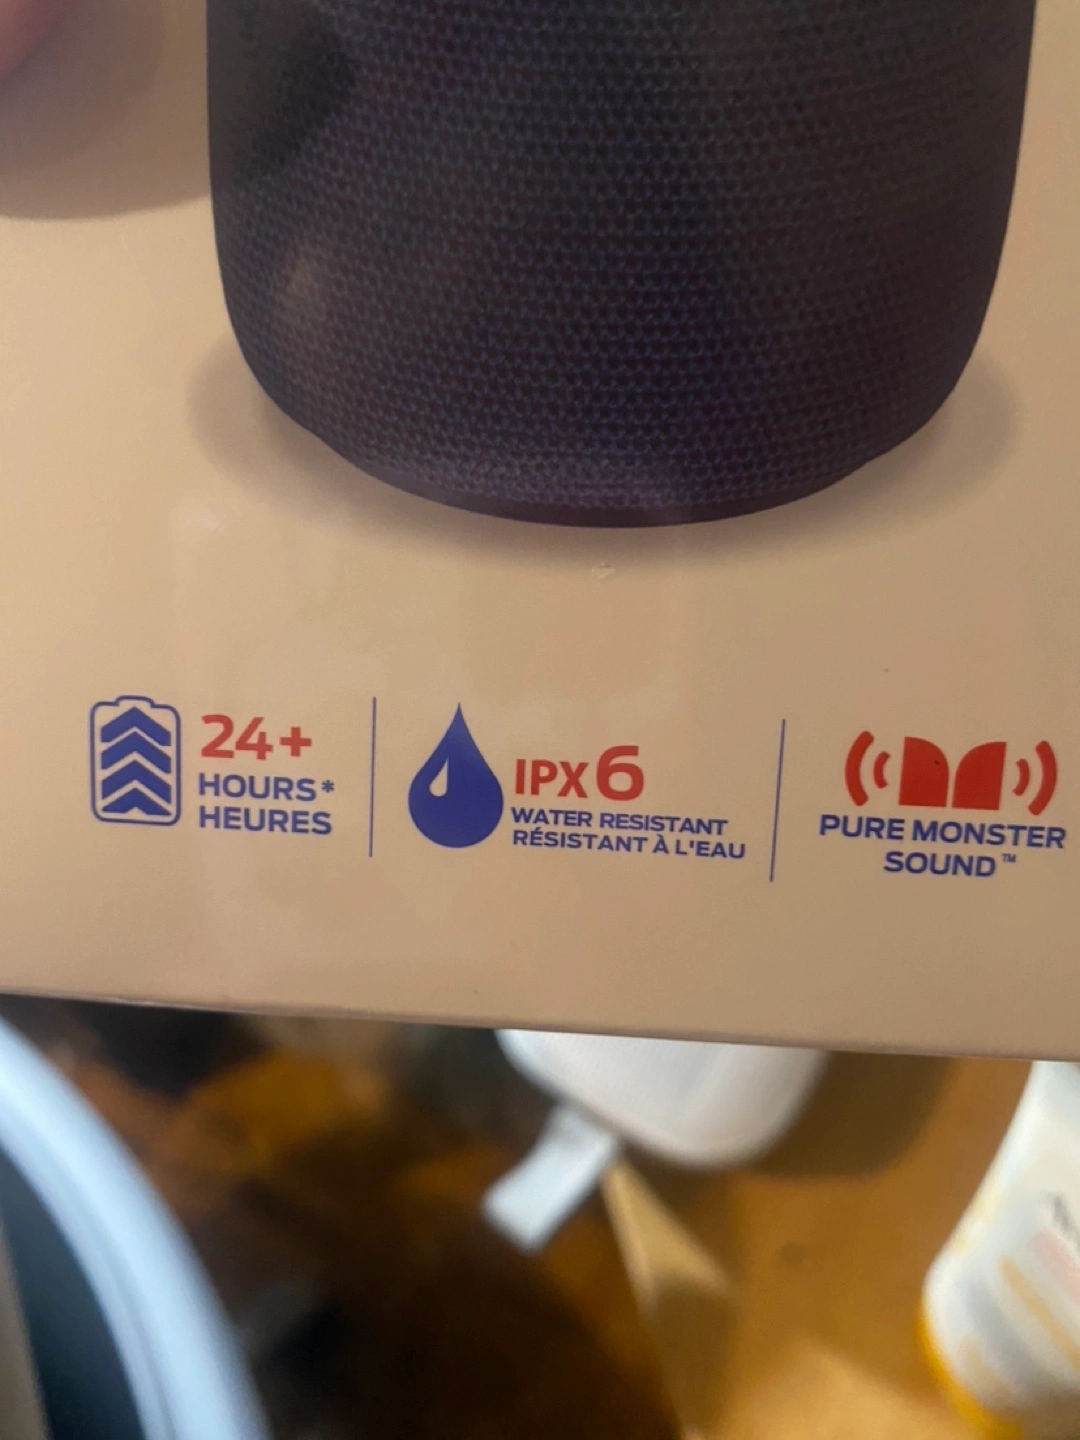 24+
HOURS*
HEURES
IPX6
WATER RESISTANT
RÉSISTANT À L'EAU
PURE MONSTER
SOUND™